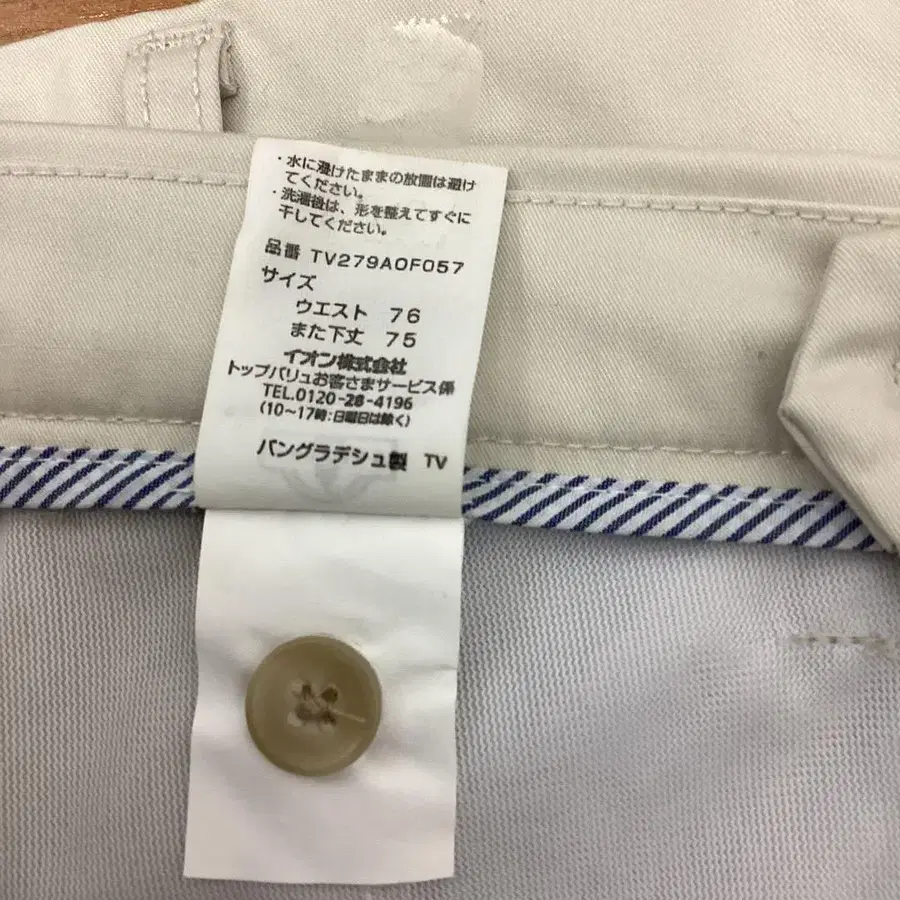 ・水に浸けたままの放置は避け
てください。
・洗濯後は、形を整えてすぐに
干してください。
品番 TV279AOF057
サイズ
ウエスト 76
また下丈 75
イオン株式会社
トップバリュお客さまサービス係
TEL.0120-28-4196
(10~17時:日曜日は除く)
バングラデシュ製 TV